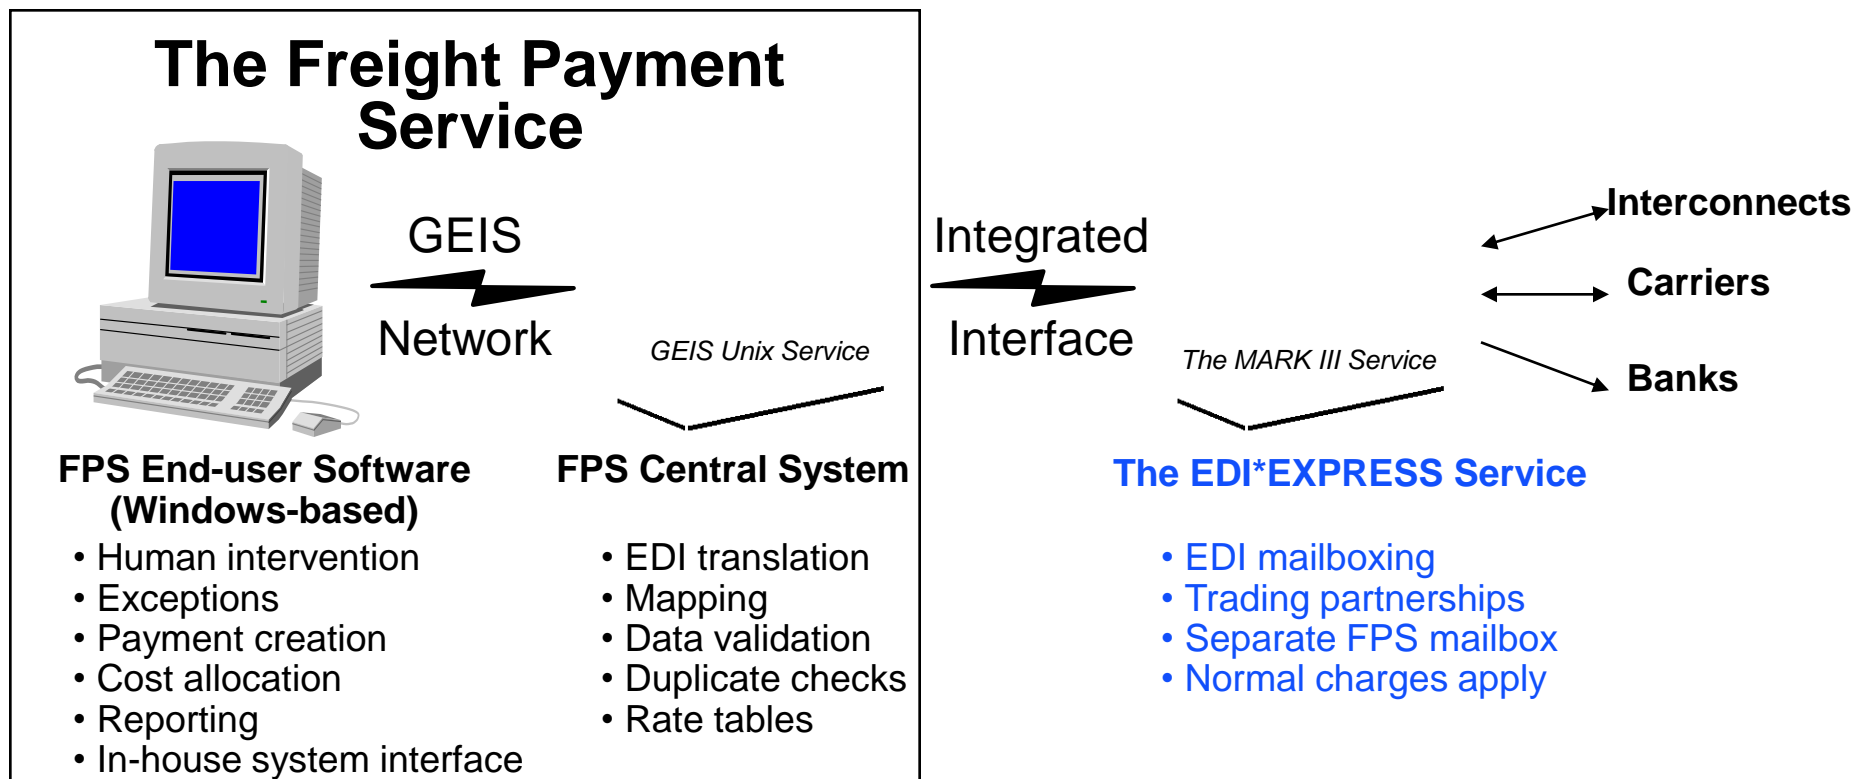 The Freight Payment
Service
GEIS
Network
GEIS Unix Service
Integrated
Interface
The MARK III Service
Interconnects
Carriers
Banks
FPS End-user Software
(Windows-based)
• Human intervention
• Exceptions
• Payment creation
• Cost allocation
• Reporting
• In-house system interface
FPS Central System
• EDI translation
• Mapping
• Data validation
• Duplicate checks
• Rate tables
The EDI*EXPRESS Service
• EDI mailboxing
• Trading partnerships
• Separate FPS mailbox
• Normal charges apply